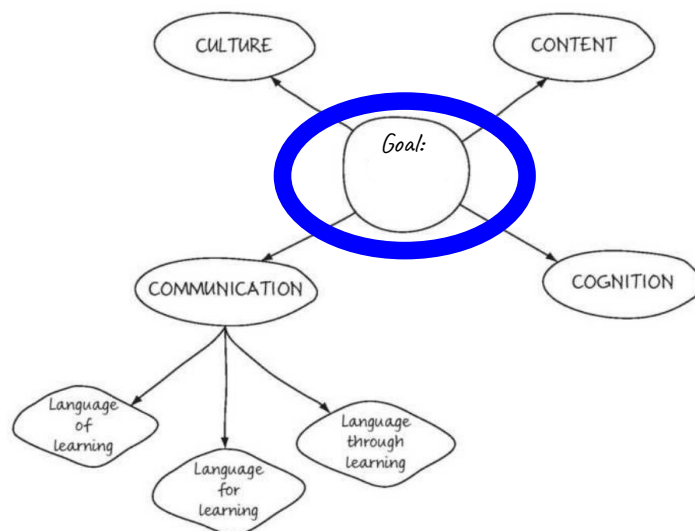 CULTURE
CONTENT
Goal:
COMMUNICATION
COGNITION
Language
of
learning
Language
for
learning
Language
through
learning